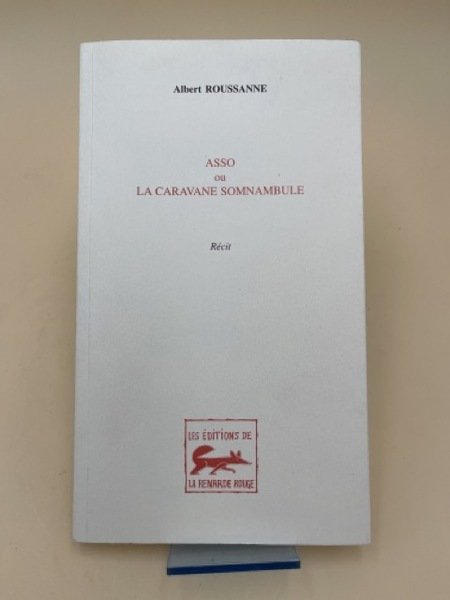 Albert ROUSSANNE
ASSO
ou
LA CARAVANE SOMNAMBULE
Récit
LES ÉDITIONS DE
LA RENARDE ROUGE